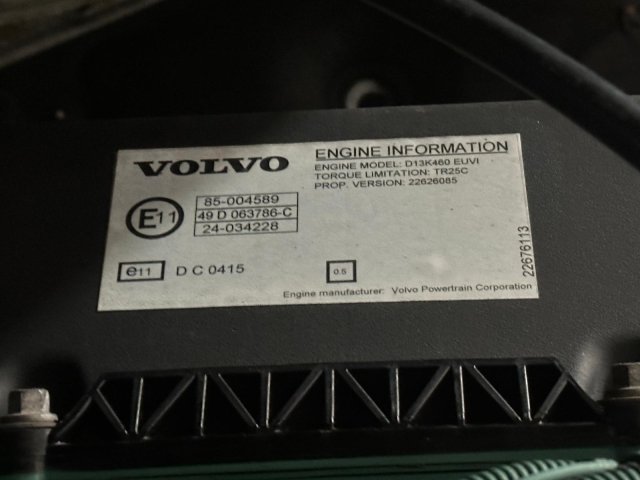 VOLVO
ENGINE INFORMATION
ENGINE MODEL: D13K460 EUVI
TORQUE LIMITATION: TR25C
PROP. VERSION: 22626085
E11
85-004589
49 D 063786-C
24-034228
e11 D C 0415
0.5
Engine manufacturer: Volvo Powertrain Corporation
22676113